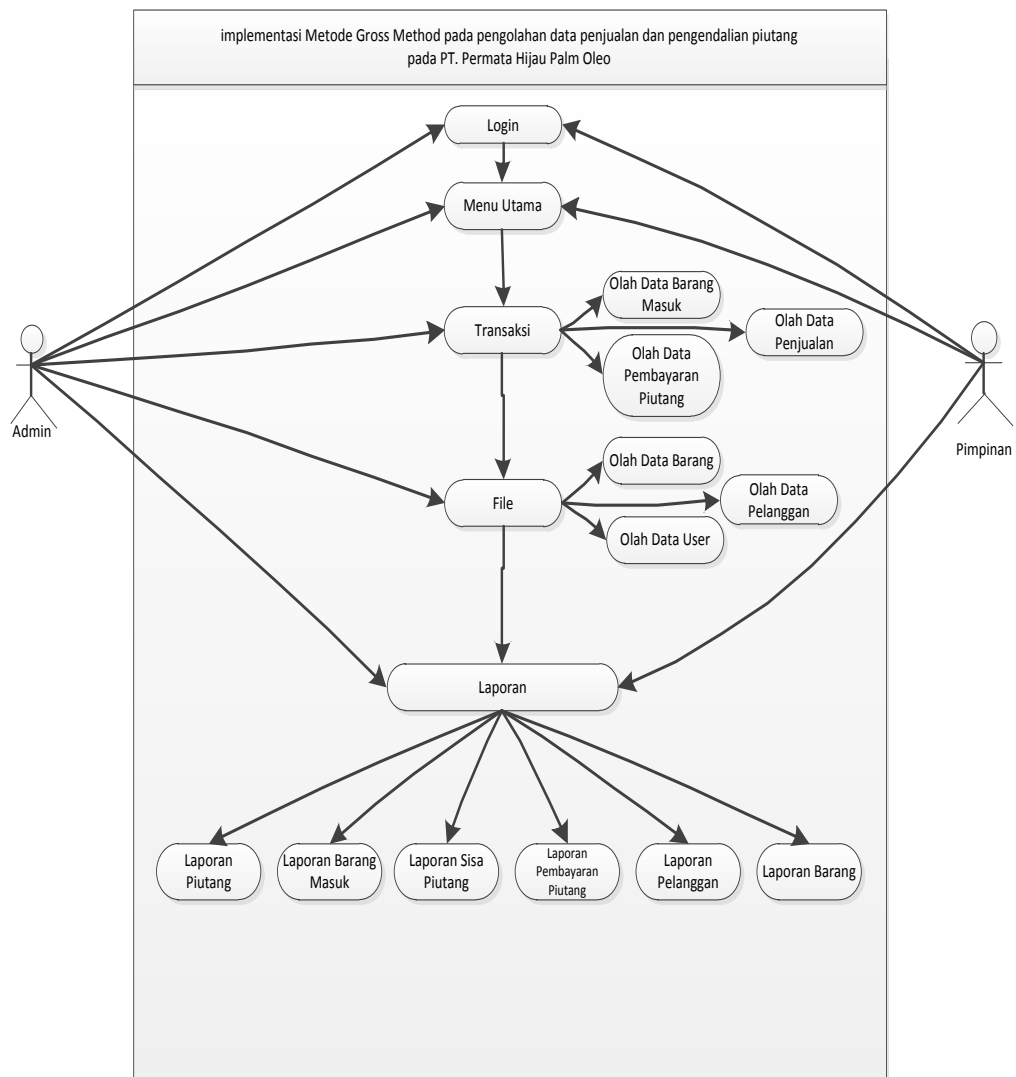 implementasi Metode Gross Method pada pengolahan data penjualan dan pengendalian piutang
pada PT. Permata Hijau Palm Oleo
Login
Menu Utama
Olah Data Barang
Masuk
Transaksi
Olah Data
Penjualan
Olah Data
Pembayaran
Piutang
Admin
Pimpinan
Olah Data Barang
File
Olah Data
Pelanggan
Olah Data User
Laporan
Laporan
Piutang
Laporan Barang
Masuk
Laporan Sisa
Piutang
Laporan
Pembayaran
Piutang
Laporan
Pelanggan
Laporan Barang